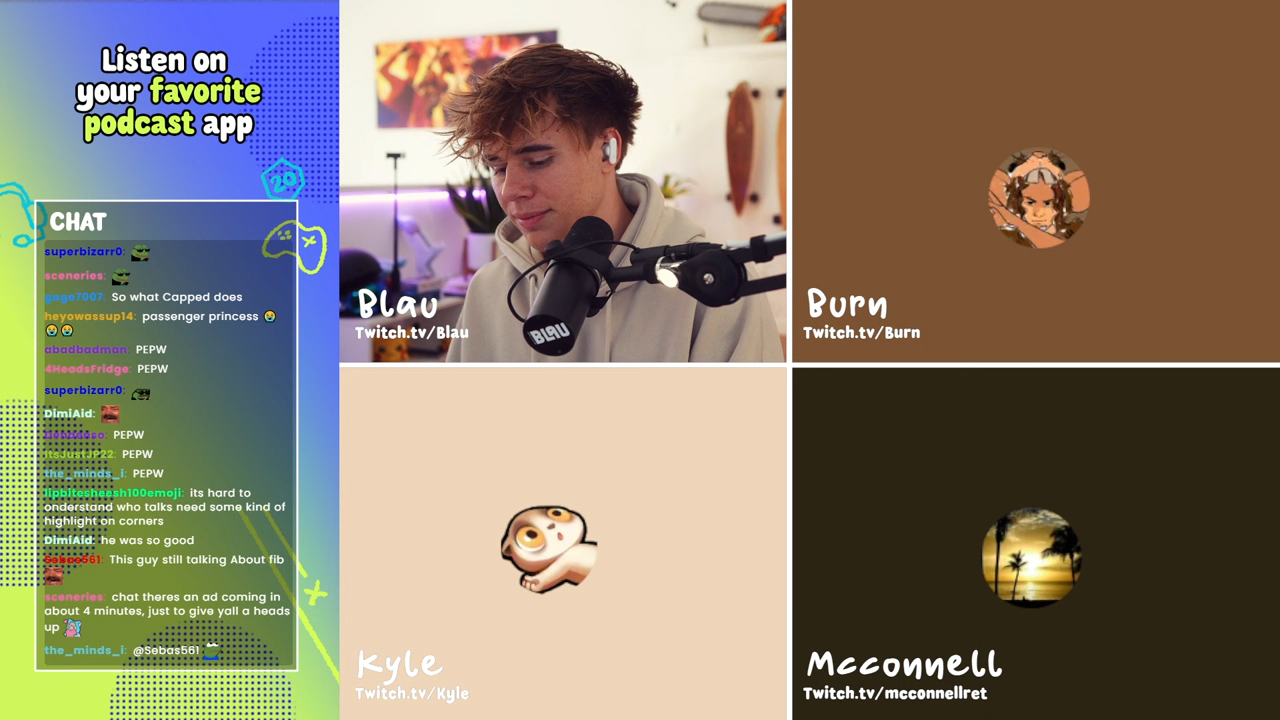 Listen on
your favorite
podcast app
20
CHAT
superbizarr0:
sceneries:
gage7007: So what Capped does
heyowassup14: passenger princess
abadbadman: PEPW
4HeadsFridge: PEPW
superbizarr0:
DimiAid:
PEPW
ItsJustJP22: PEPW
the_minds_i: PEPW
lipbitesheesh100emoji: its hard to
onderstand who talks need some kind of
highlight on corners
DimiAid: he was so good
Sebas561: This guy still talking About fib
sceneries: chat theres an ad coming in
about 4 minutes, just to give yall a heads
up
the_minds_i: @Sebas561
BLAU
Blau
Twitch.tv/Blau
Burn
Twitch.tv/Burn
Kyle
Twitch.tv/Kyle
Mcconnell
Twitch.tv/mcconnellret